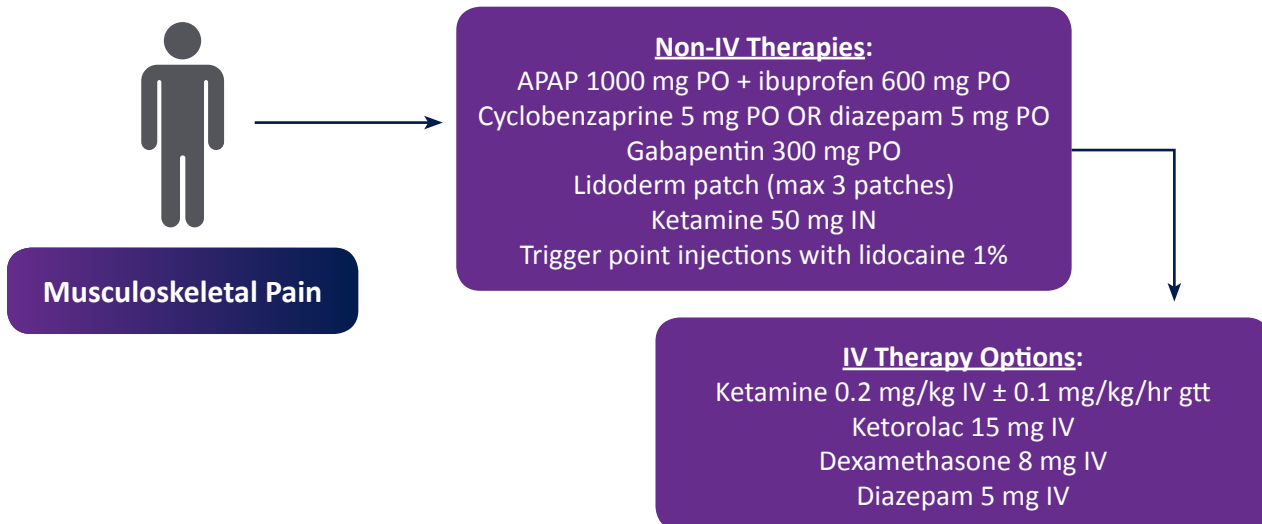 Musculoskeletal Pain
Non-IV Therapies:
APAP 1000 mg PO + ibuprofen 600 mg PO
Cyclobenzaprine 5 mg PO OR diazepam 5 mg PO
Gabapentin 300 mg PO
Lidoderm patch (max 3 patches)
Ketamine 50 mg IN
Trigger point injections with lidocaine 1%
IV Therapy Options:
Ketamine 0.2 mg/kg IV ± 0.1 mg/kg/hr gtt
Ketorolac 15 mg IV
Dexamethasone 8 mg IV
Diazepam 5 mg IV